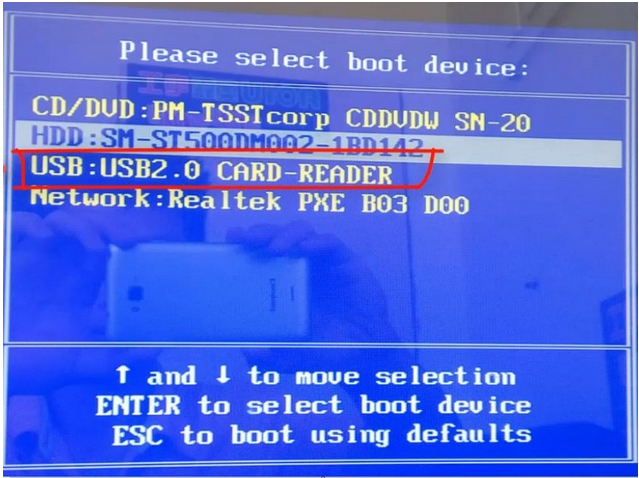 Please select boot device:
CD/DVD:PM-TSSTcorp CDDVDW SN-20
HDD:SM-ST500DM002-1BD142
USB:USB2.0 CARD-READER
Network:Realtek PXE B03 D00
↑ and ↓ to move selection
ENTER to select boot device
ESC to boot using defaults